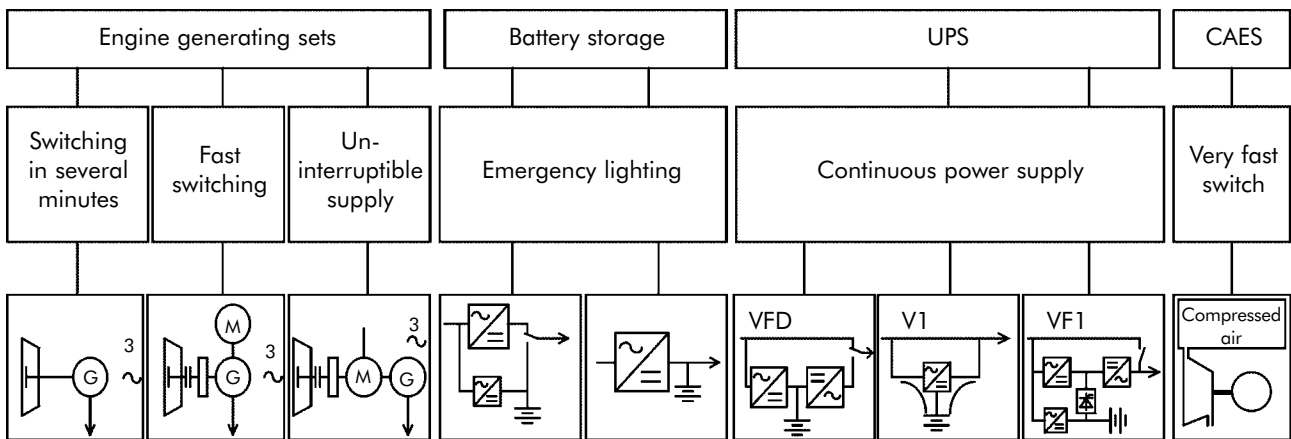 Engine generating sets
Battery storage
UPS
CAES
Switching
in several
minutes
Fast
switching
Un-
interruptible
supply
Emergency lighting
Continuous power supply
Very fast
switch
G
3
~
M
G
3
~
M
G
3
~
VFD
V1
VF1
Compressed
air